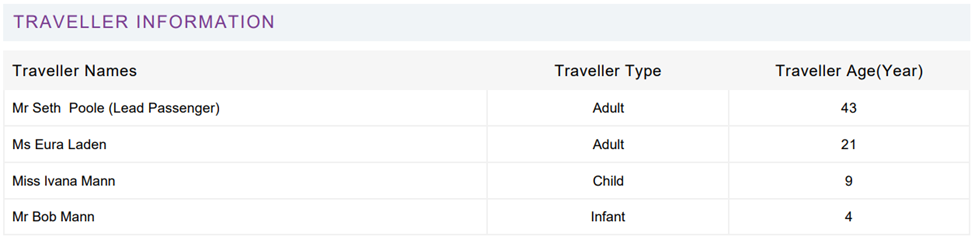 TRAVELLER INFORMATION
Traveller Names Traveller Type Traveller Age(Year)
Mr Seth  Poole (Lead Passenger) Adult 43
Ms Eura Laden Adult 21
Miss Ivana Mann Child 9
Mr Bob Mann Infant 4